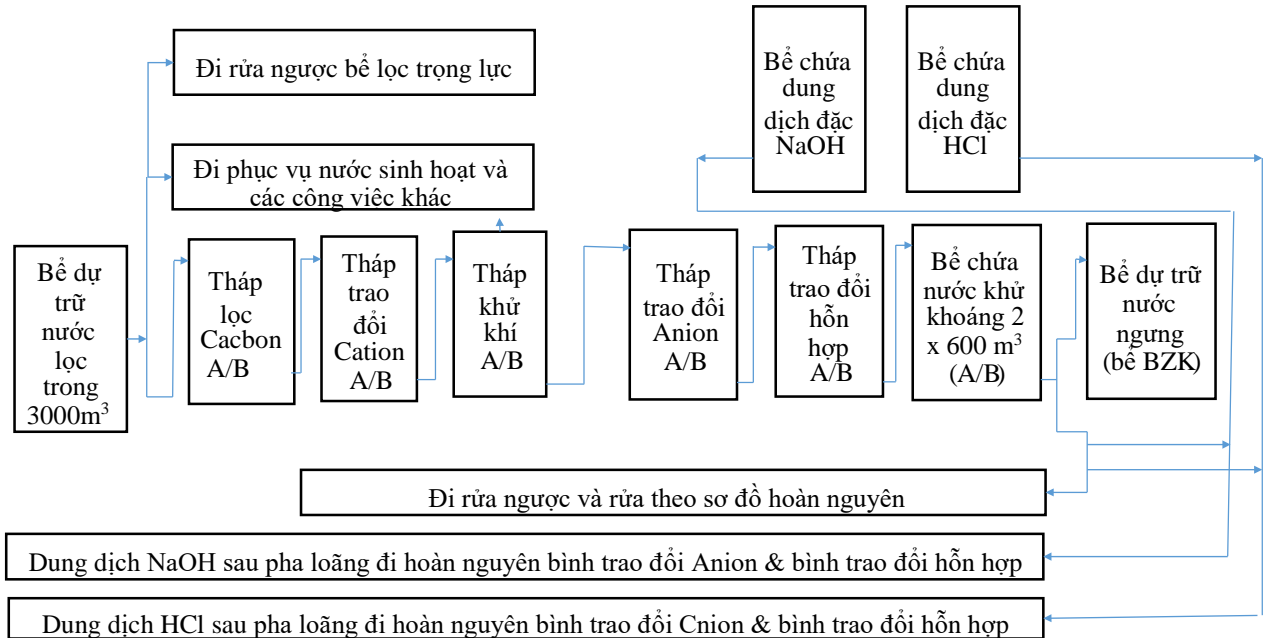 Đi rửa ngược bể lọc trọng lực
Đi phục vụ nước sinh hoạt và
các công việc khác
Bể chứa
dung
dịch đặc
NaOH
Bể chứa
dung
dịch đặc
HCl
Bể dự
trữ
nước
lọc
trong
3000m³
Tháp
lọc
Cacbon
A/B
Tháp
trao
đổi
Cation
A/B
Tháp
khử
khí
A/B
Tháp
trao đổi
Anion
A/B
Tháp
trao đổi
hỗn
hợp
A/B
Bể chứa
nước khử
khoáng 2
x 600 m³
(A/B)
Bể dự trữ
nước
ngưng
(bể BZK)
Đi rửa ngược và rửa theo sơ đồ hoàn nguyên
Dung dịch NaOH sau pha loãng đi hoàn nguyên bình trao đổi Anion & bình trao đổi hỗn hợp
Dung dịch HCl sau pha loãng đi hoàn nguyên bình trao đổi Cnion & bình trao đổi hỗn hợp